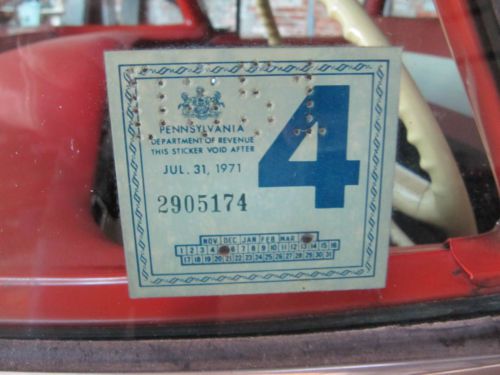 PENNSYLVANIA
DEPARTMENT OF REVENUE
THIS STICKER VOID AFTER
JUL. 31, 1971
4
2905174
NOV DEC JAN FEB MAR
1 2 3 4 6 7 8 9 10 11 12 13 14 15 16
17 18 19 20 21 22 23 24 25 26 27 28 29 30 31